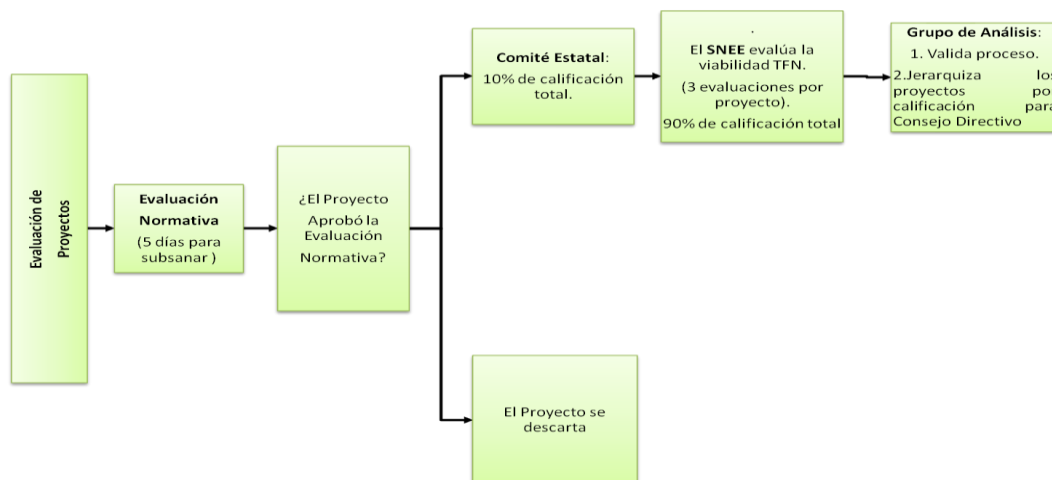 Evaluación de
Proyectos
Evaluación
Normativa
(5 días para
subsanar )
¿El Proyecto
Aprobó la
Evaluación
Normativa?
Comité Estatal:
10% de calificación
total.
.
El SNEE evalúa la
viabilidad TFN.
(3 evaluaciones por
proyecto).
90% de calificación total
Grupo de Análisis:
1. Valida proceso.
2.Jerarquiza los
proyectos por
calificación para
Consejo Directivo
El Proyecto se
descarta